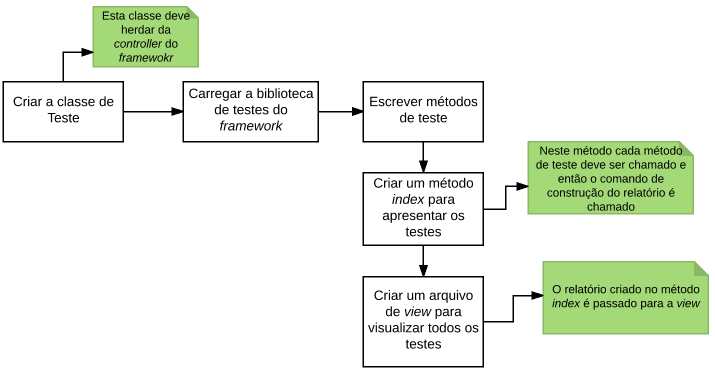 Esta classe deve
herdar da
controller do
framewokr
Criar a classe de
Teste
Carregar a biblioteca
de testes do
framework
Escrever métodos
de teste
Criar um método
index para
apresentar os
testes
Neste método cada método
de teste deve ser chamado e
então o comando de
construção do relatório é
chamado
Criar um arquivo
de view para
visualizar todos os
testes
O relatório criado no método
index é passado para a view